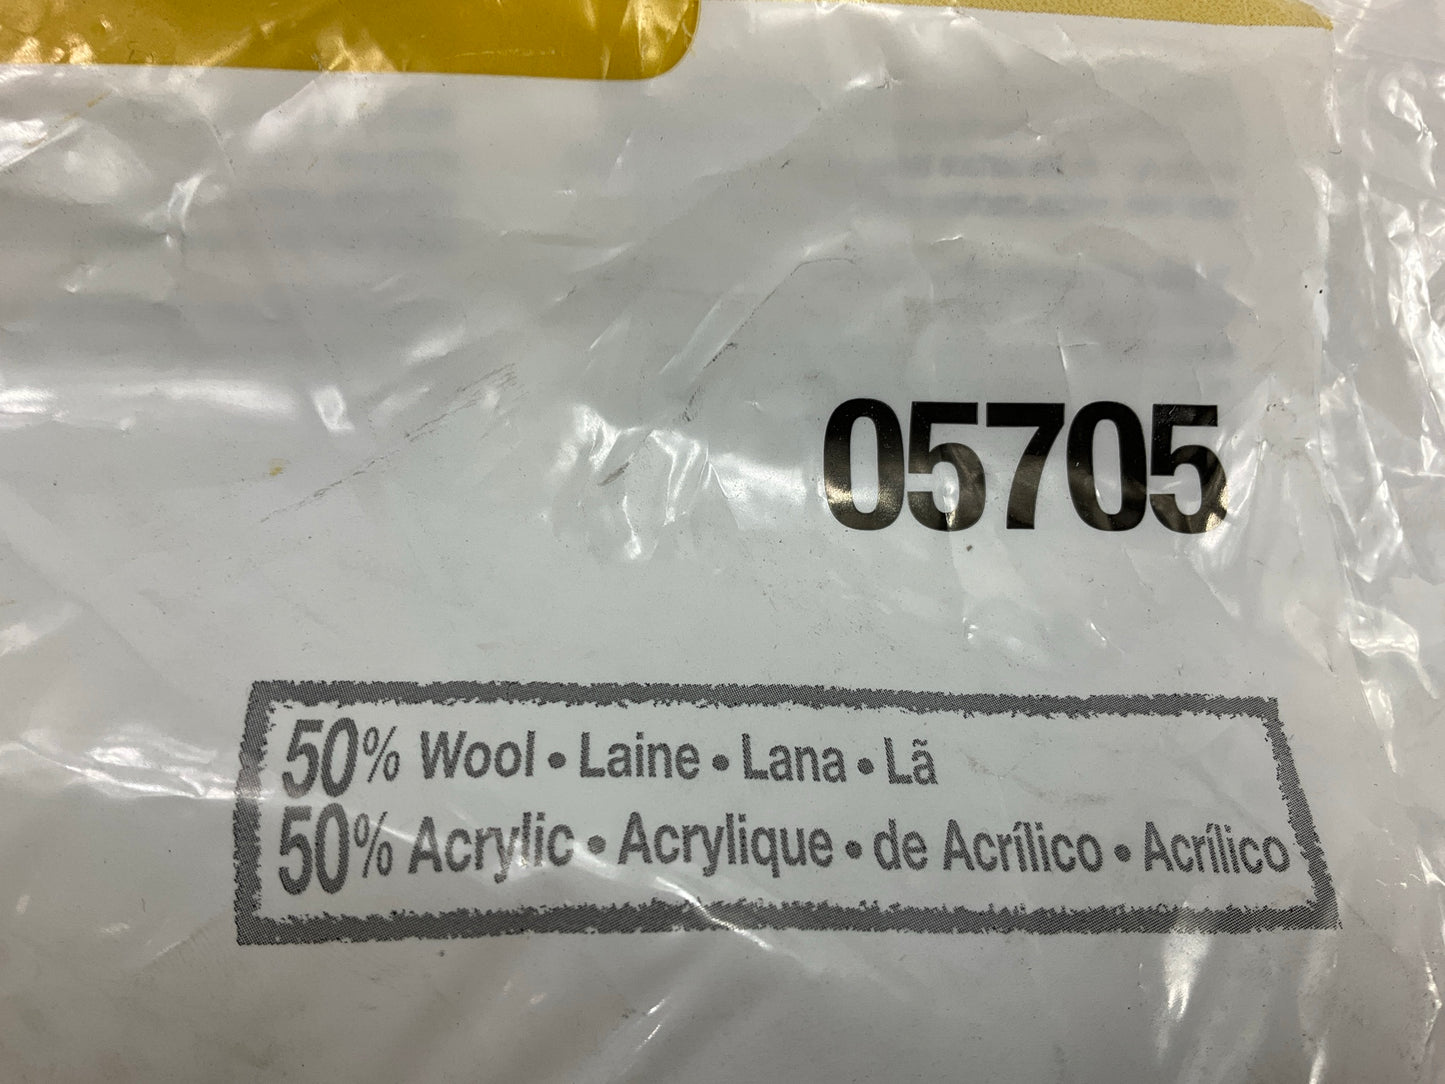 05705
50% Wool • Laine • Lana • Lã
50% Acrylic • Acrylique • de Acrílico • Acrílico